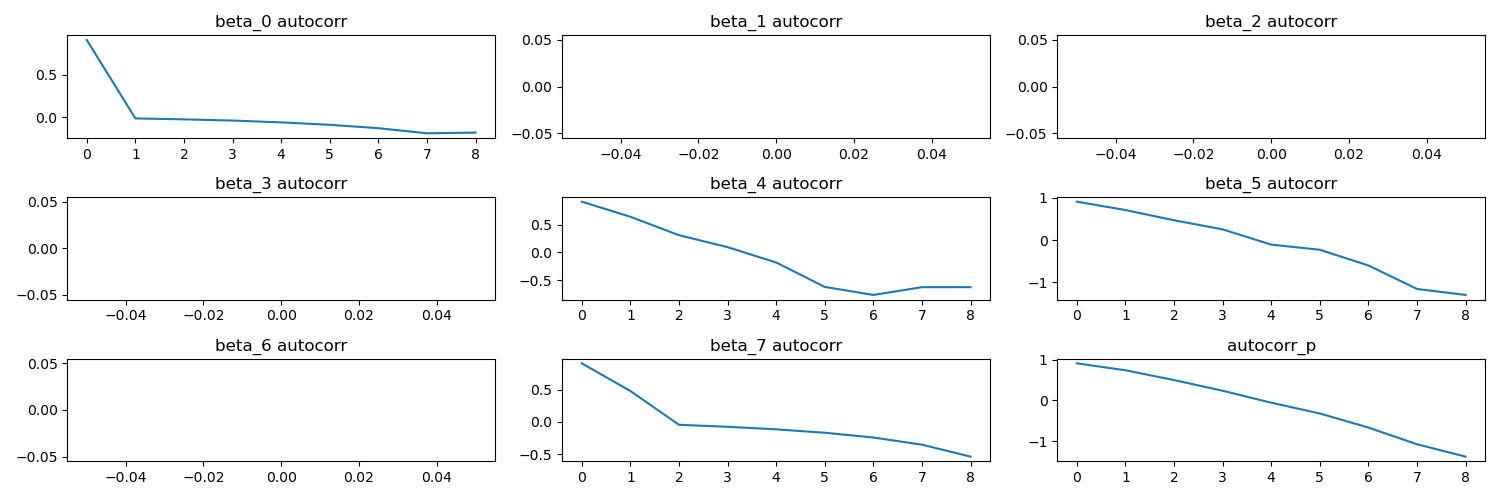 beta_0 autocorr
0.5
0.0
0 1 2 3 4 5 6 7 8
beta_1 autocorr
0.05
0.00
−0.05
−0.04 −0.02 0.00 0.02 0.04
beta_2 autocorr
0.05
0.00
−0.05
−0.04 −0.02 0.00 0.02 0.04
beta_3 autocorr
0.05
0.00
−0.05
−0.04 −0.02 0.00 0.02 0.04
beta_4 autocorr
0.5
0.0
−0.5
0 1 2 3 4 5 6 7 8
beta_5 autocorr
1
0
−1
0 1 2 3 4 5 6 7 8
beta_6 autocorr
0.05
0.00
−0.05
−0.04 −0.02 0.00 0.02 0.04
beta_7 autocorr
0.5
0.0
−0.5
0 1 2 3 4 5 6 7 8
autocorr_p
1
0
−1
0 1 2 3 4 5 6 7 8